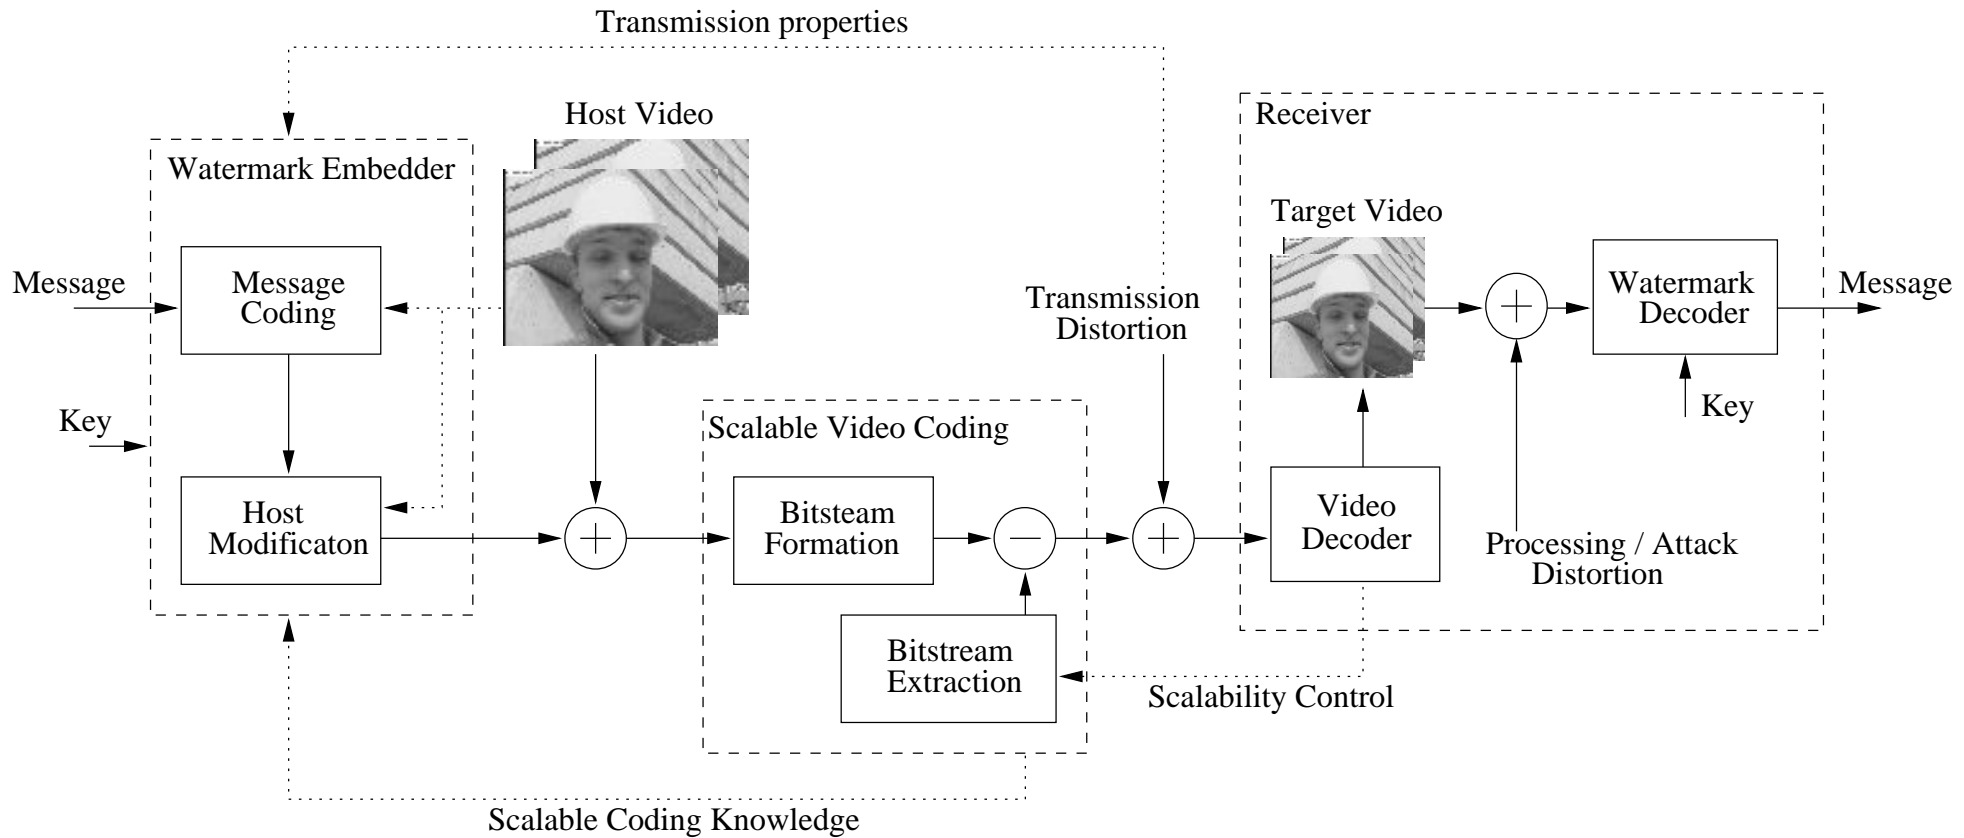 Transmission properties
Host Video
Receiver
Watermark Embedder
Target Video
Message
Message
Coding
Transmission
Distortion
Watermark
Decoder
Message
Key
Key
Scalable Video Coding
Host
Modificaton
Bitsteam
Formation
Video
Decoder
Processing / Attack
Distortion
Bitstream
Extraction
Scalability Control
Scalable Coding Knowledge